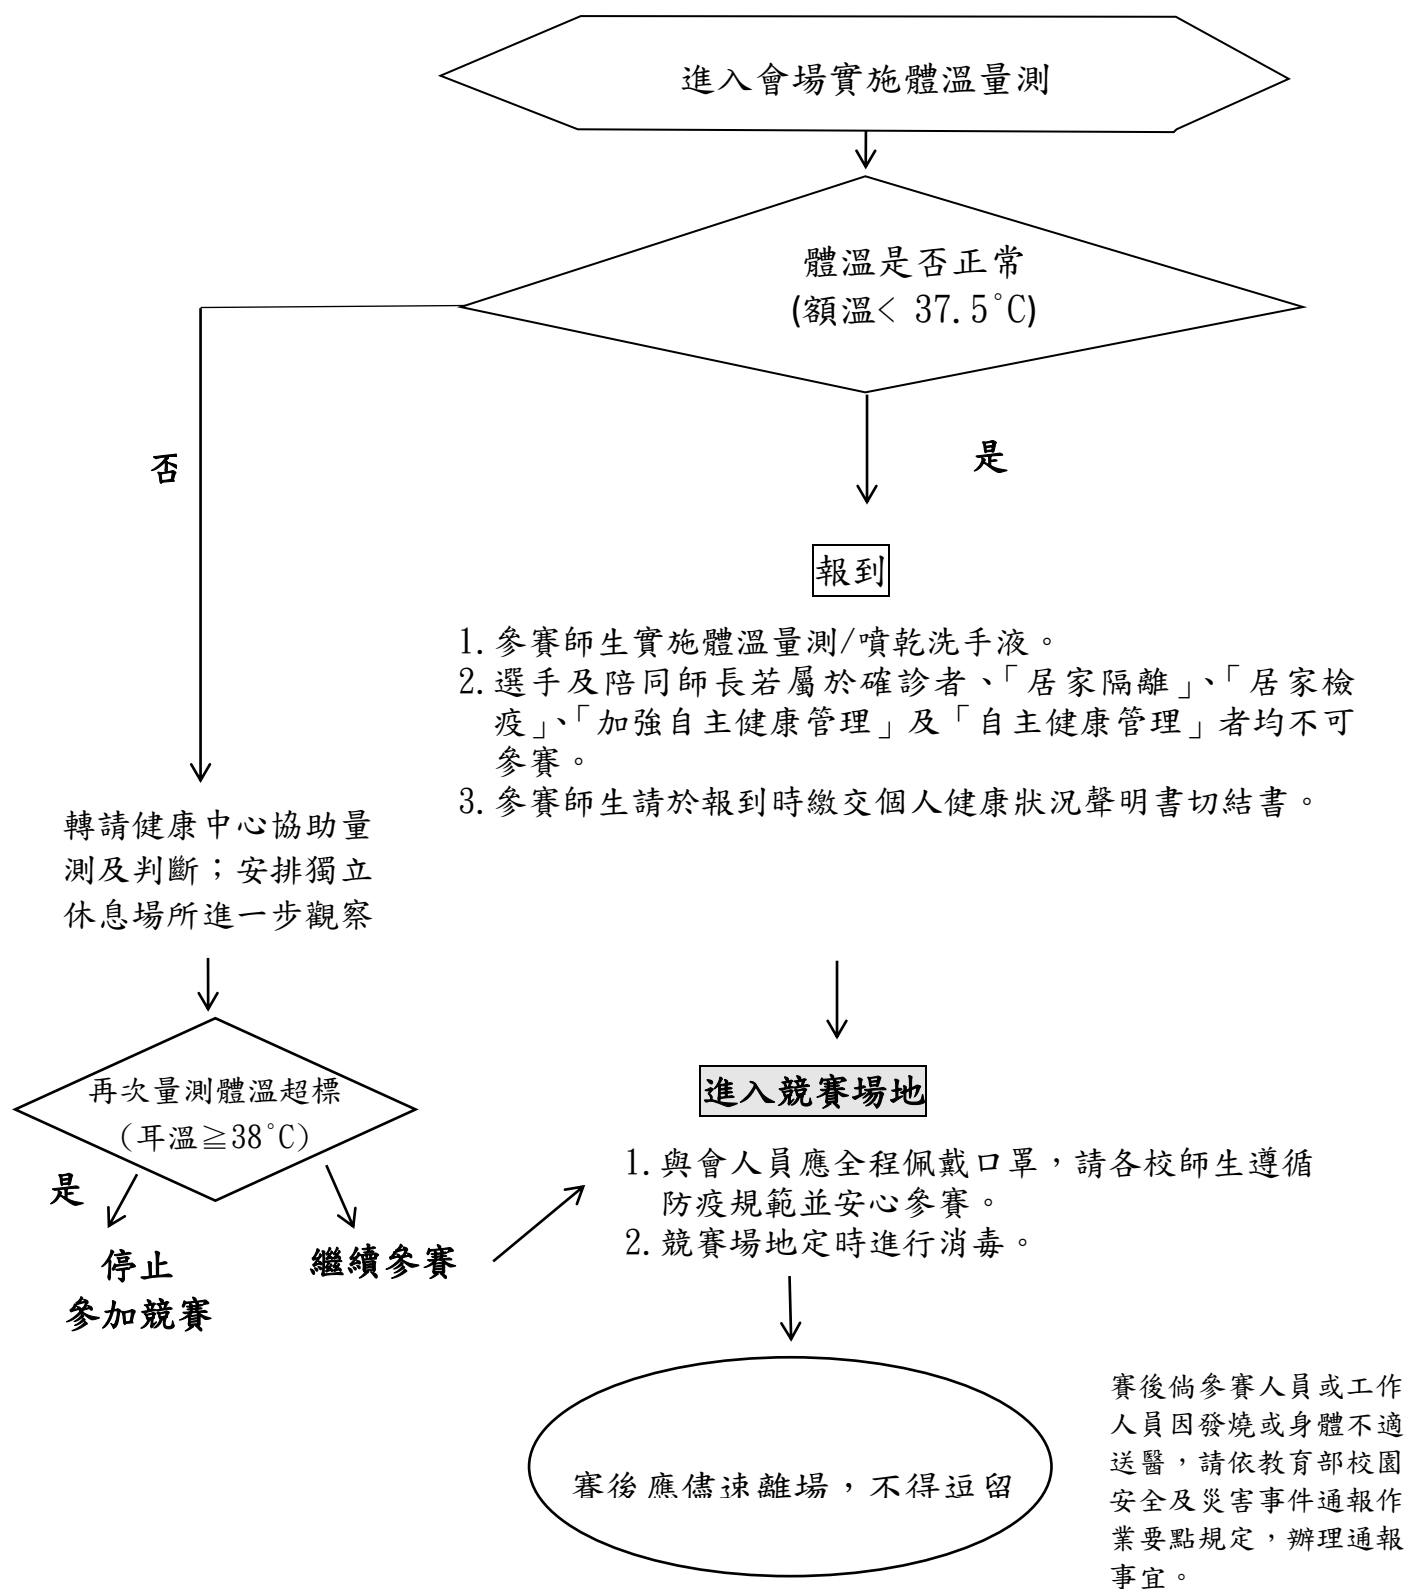 進入會場實施體溫量測
體溫是否正常
(額溫< 37.5°C)
否
是
報到
1.參賽師生實施體溫量測/噴乾洗手液。
2.選手及陪同師長若屬於確診者、「居家隔離」、「居家檢
疫」、「加強自主健康管理」及「自主健康管理」者均不可
參賽。
3.參賽師生請於報到時繳交個人健康狀況聲明書切結書。
轉請健康中心協助量
測及判斷；安排獨立
休息場所進一步觀察
再次量測體溫超標
（耳溫≧38°C）
是
停止
參加競賽
繼續參賽
進入競賽場地
1.與會人員應全程佩戴口罩，請各校師生遵循
防疫規範並安心參賽。
2.競賽場地定時進行消毒。
賽後應儘速離場，不得逗留
賽後倘參賽人員或工作
人員因發燒或身體不適
送醫，請依教育部校園
安全及災害事件通報作
業要點規定，辦理通報
事宜。